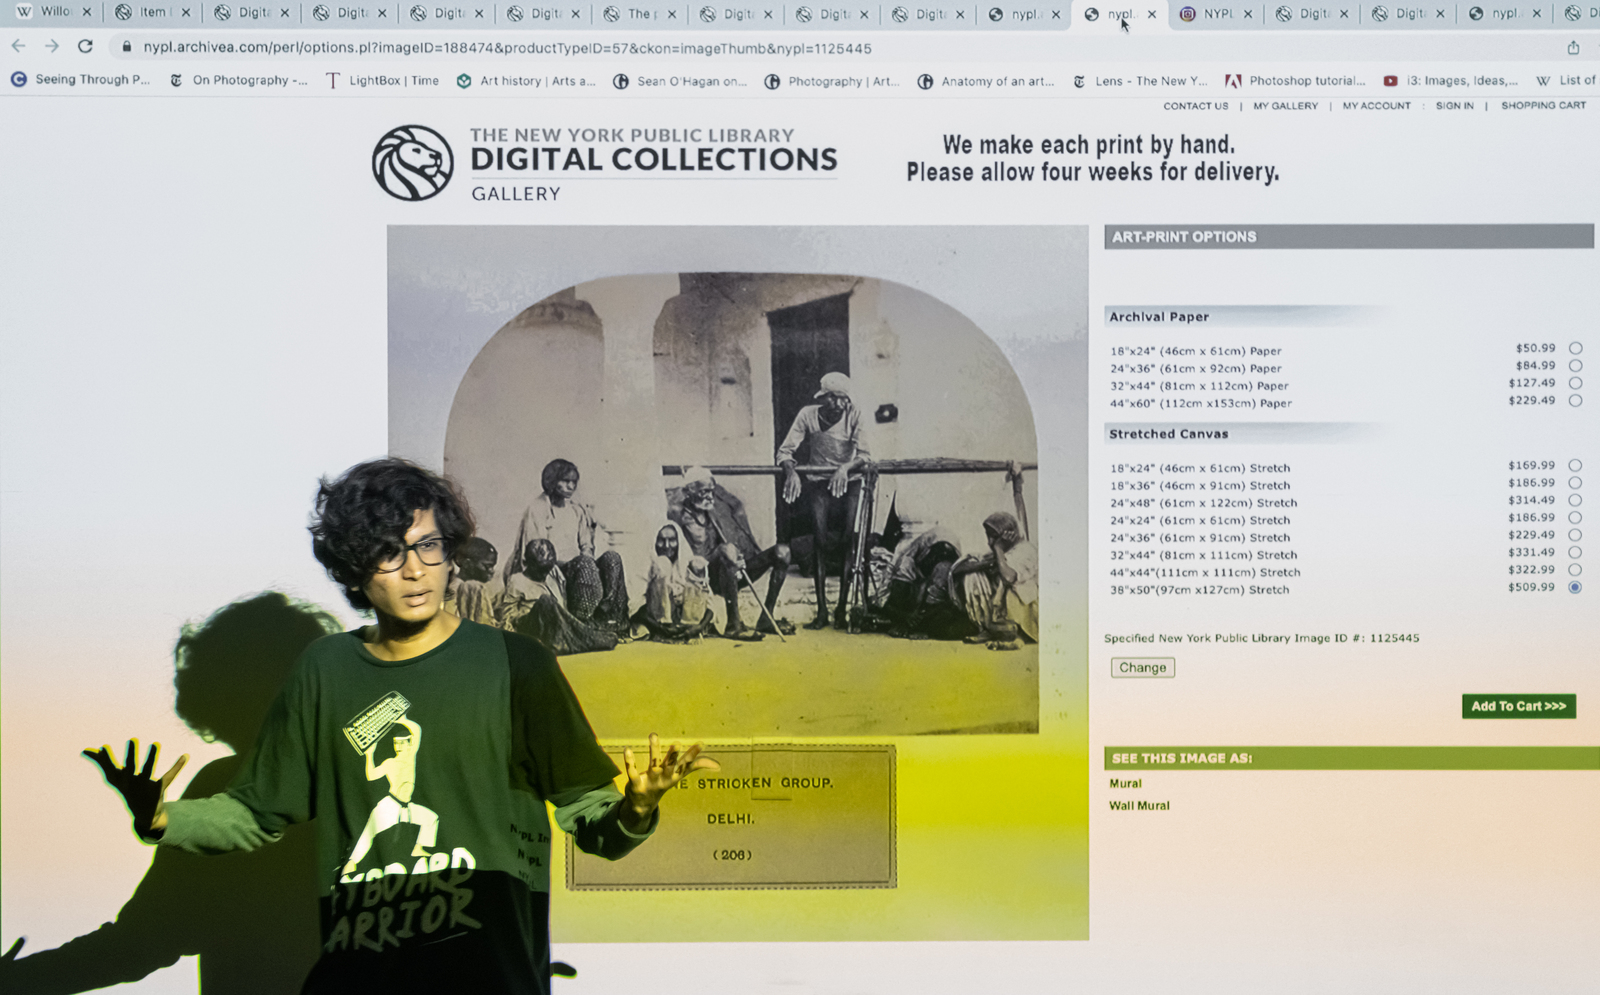 Willo
Item
Digit
Digit
Digit
Digit
The
Digit
Digit
Digit
nypl.
nypl.
NYPL
Digit
Digit
nypl.
nypl.archivea.com/perl/options.pl?imageID=188474&productTypeID=57&ckon=imageThumb&nypl=1125445
Seeing Through P...
On Photography -...
LightBox | Time
Art history | Arts a...
Sean O'Hagan on...
Photography | Art...
Anatomy of an art...
Lens - The New Y...
Photoshop tutorial...
i3: Images, Ideas,...
List of
CONTACT US | MY GALLERY | MY ACCOUNT : SIGN IN | SHOPPING CART
THE NEW YORK PUBLIC LIBRARY
DIGITAL COLLECTIONS
GALLERY
We make each print by hand.
Please allow four weeks for delivery.
ART-PRINT OPTIONS
Archival Paper
18"x24" (46cm x 61cm) Paper $50.99
24"x36" (61cm x 92cm) Paper $84.99
32"x44" (81cm x 112cm) Paper $127.49
44"x60" (112cm x153cm) Paper $229.49
Stretched Canvas
18"x24" (46cm x 61cm) Stretch $169.99
18"x36" (46cm x 91cm) Stretch $186.99
24"x48" (61cm x 122cm) Stretch $314.49
24"x24" (61cm x 61cm) Stretch $186.99
24"x36" (61cm x 91cm) Stretch $229.49
32"x44" (81cm x 111cm) Stretch $331.49
44"x44"(111cm x 111cm) Stretch $322.99
38"x50"(97cm x127cm) Stretch $509.99
Specified New York Public Library Image ID #: 1125445
Change
Add To Cart >>>
SEE THIS IMAGE AS:
Mural
Wall Mural
STRICKEN GROUP.
DELHI.
(206)
YBOARD
ARRIOR